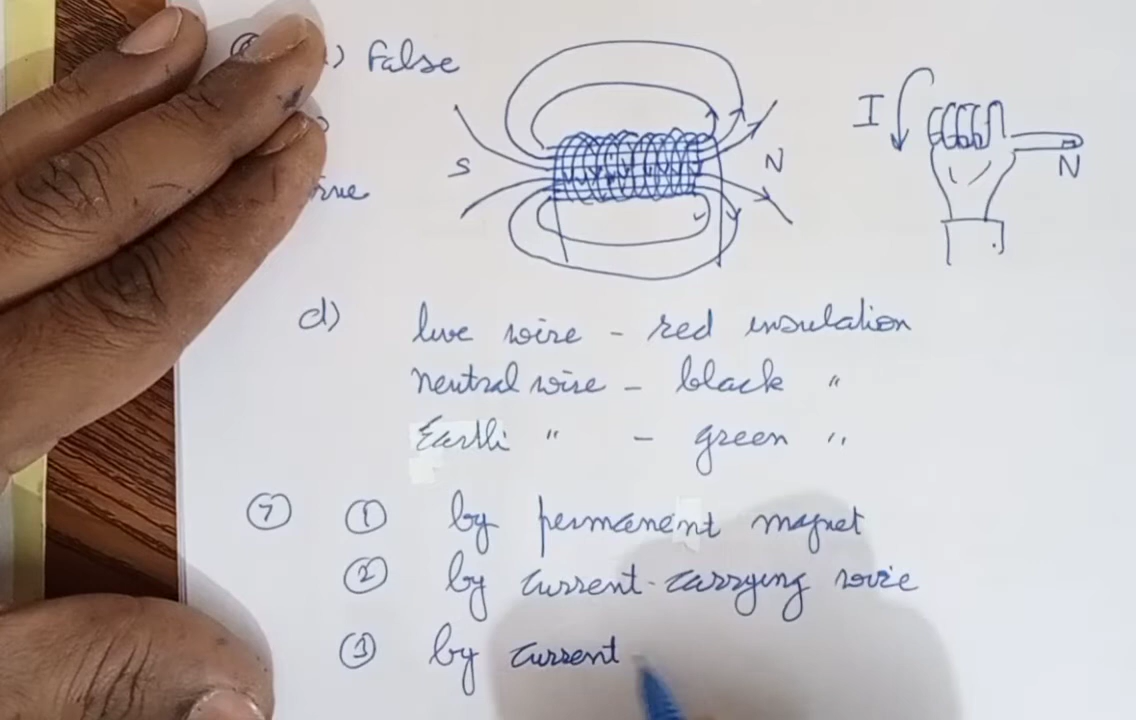 ) False
S N I N
rue
d) live wire - red insulation
neutral wire - black "
Earth " - green "
7 1 by permanent magnet
2 by current-carrying wire
3 by current